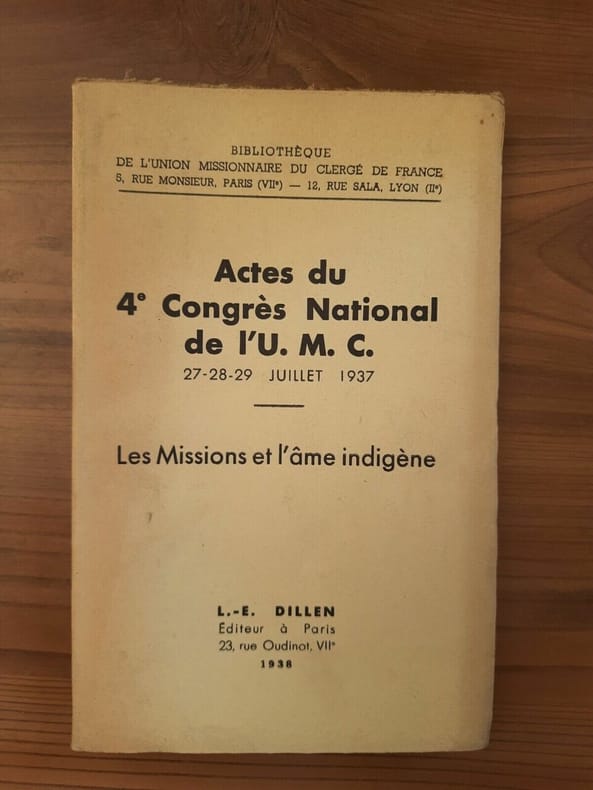 BIBLIOTHÈQUE
DE L'UNION MISSIONNAIRE DU CLERGÉ DE FRANCE
5, RUE MONSIEUR, PARIS (VIIe) — 12, RUE SALA, LYON (IIe)
Actes du
4e Congrès National
de l'U. M. C.
27-28-29 JUILLET 1937
Les Missions et l'âme indigène
L.-E. DILLEN
Éditeur à Paris
23, rue Oudinot, VIIe
1938